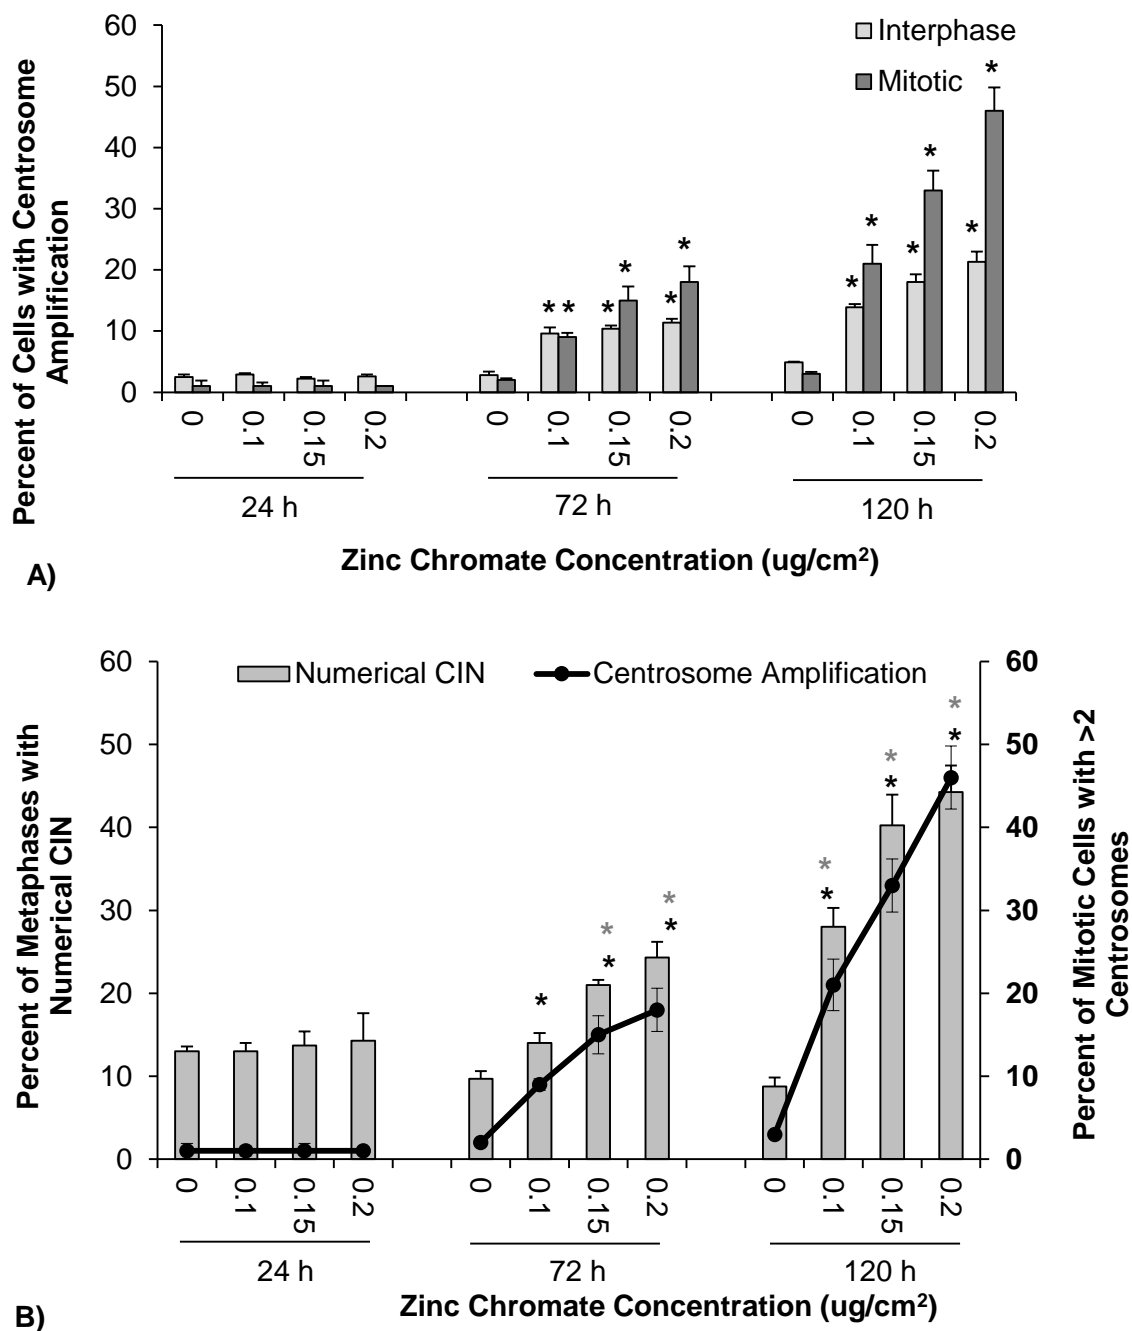 Percent of Cells with Centrosome
Amplification
60
50
40
30
20
10
0
Interphase
Mitotic
* * * * * *
* * * * * *
0 0.1 0.15 0.2 0 0.1 0.15 0.2 0 0.1 0.15 0.2
24 h 72 h 120 h
Zinc Chromate Concentration (ug/cm²)
A)
Percent of Metaphases with
Numerical CIN
60
50
40
30
20
10
0
Numerical CIN Centrosome Amplification
* * * * * *
* * * * *
60
50
40
30
20
10
0
Percent of Mitotic Cells with >2
Centrosomes
0 0.1 0.15 0.2 0 0.1 0.15 0.2 0 0.1 0.15 0.2
24 h 72 h 120 h
Zinc Chromate Concentration (ug/cm²)
B)